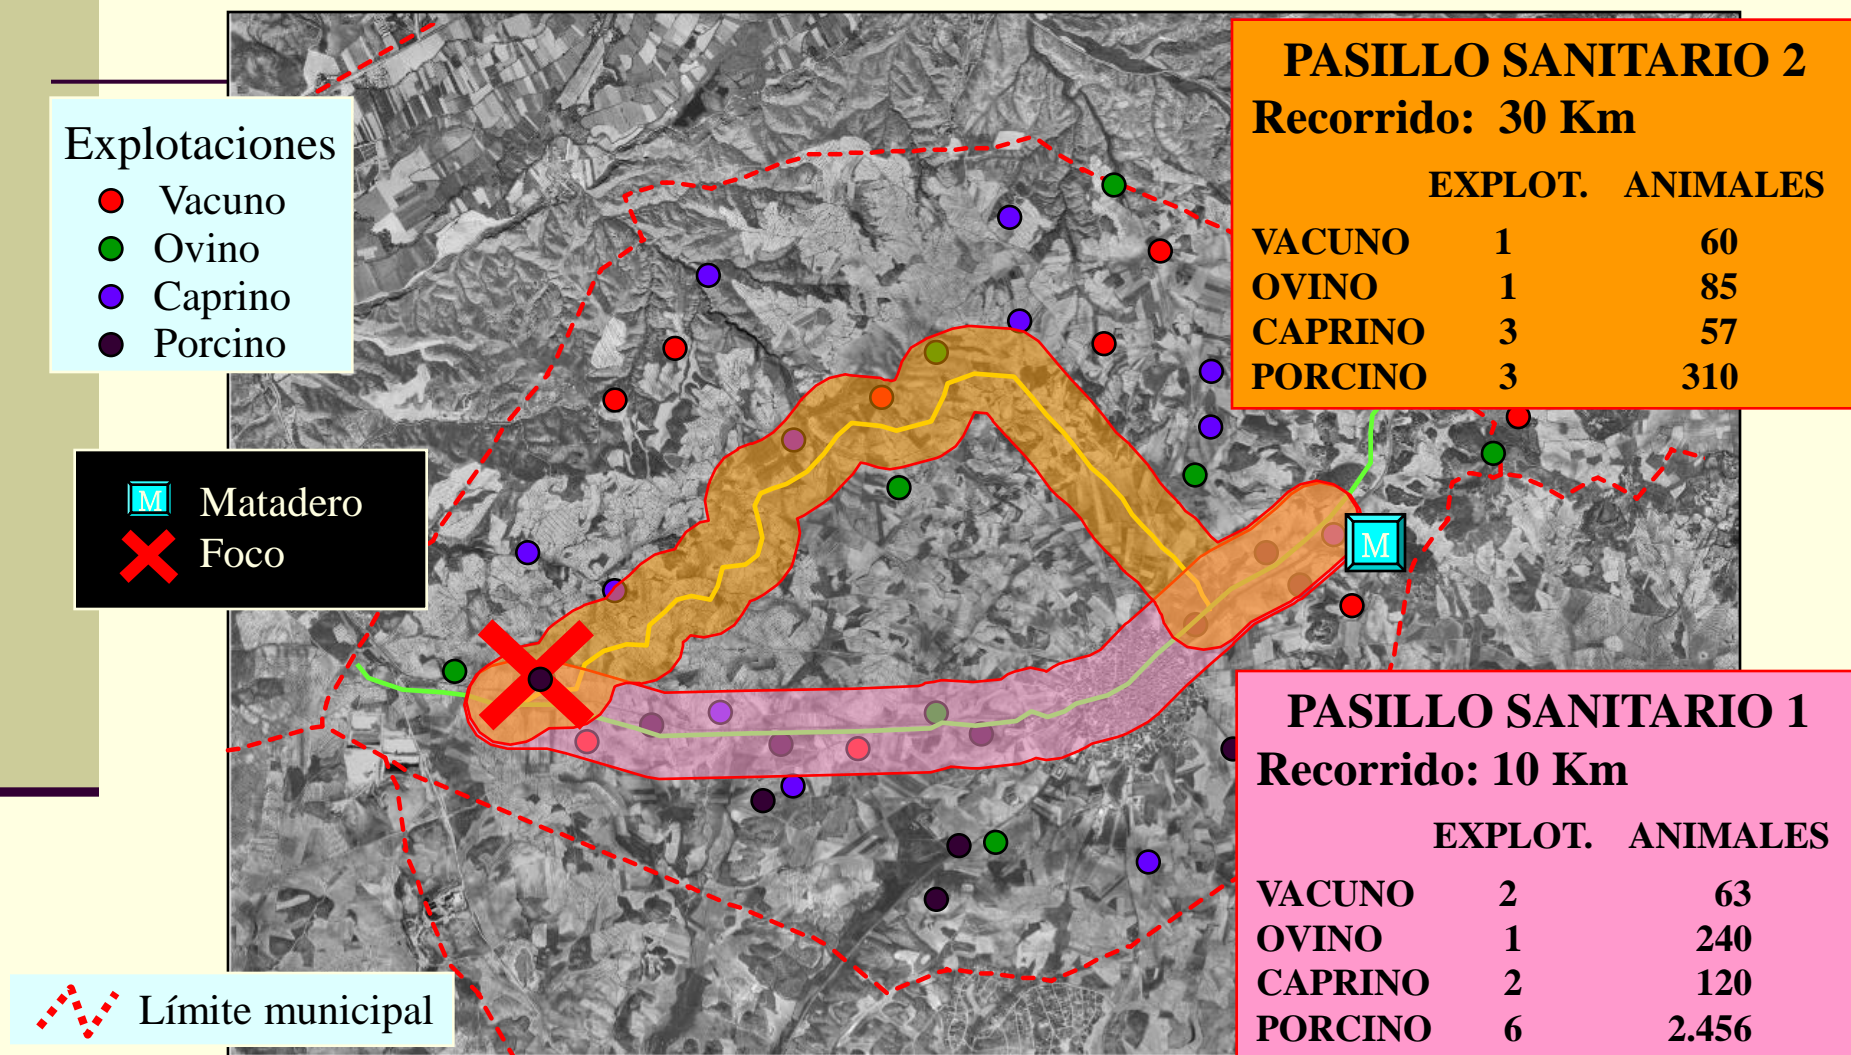 Explotaciones
Vacuno
Ovino
Caprino
Porcino
M Matadero
Foco
Límite municipal
PASILLO SANITARIO 2
Recorrido: 30 Km
EXPLOT. ANIMALES
VACUNO 1 60
OVINO 1 85
CAPRINO 3 57
PORCINO 3 310
M
PASILLO SANITARIO 1
Recorrido: 10 Km
EXPLOT. ANIMALES
VACUNO 2 63
OVINO 1 240
CAPRINO 2 120
PORCINO 6 2.456